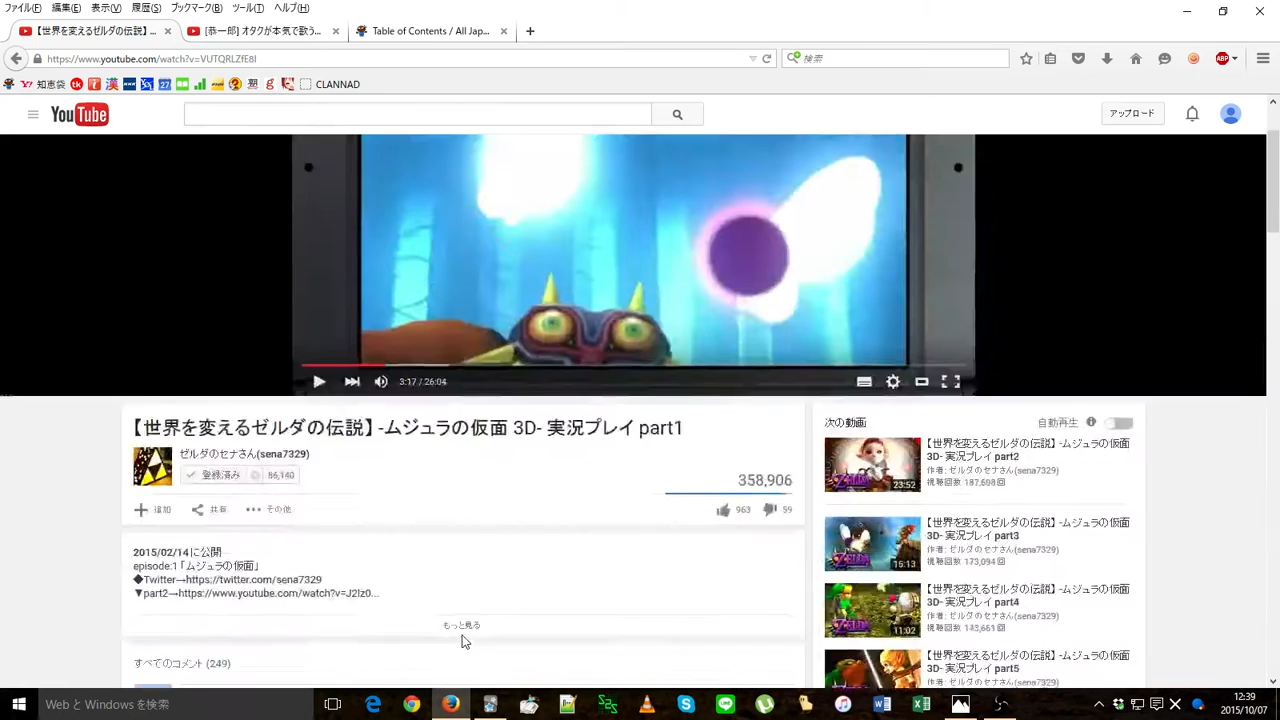 ファイル(F) 編集(E) 表示(V) 履歴(S) ブックマーク(B) ツール(T) ヘルプ(H)
【世界を変えるゼルダの伝説】... [恭一郎] オタクが本気で歌う... Table of Contents / All Jap...
https://www.youtube.com/watch?v=VUTQRLZfE8I 検索
知恵袋 CLANNAD
YouTube アップロード
3:17 / 26:04
【世界を変えるゼルダの伝説】 -ムジュラの仮面 3D- 実況プレイ part1
ゼルダのセナさん(sena7329)
登録済み 86,140
358,906
追加 共有 その他 963 59
2015/02/14 に公開
episode:1 「ムジュラの仮面」
◆Twitter→https://twitter.com/sena7329
▼part2→https://www.youtube.com/watch?v=J2lz0...
もっと見る
すべてのコメント (249)
次の動画 自動再生
【世界を変えるゼルダの伝説】 -ムジュラの仮面
3D- 実況プレイ part2
作者: ゼルダのセナさん(sena7329)
視聴回数 187,698 回
23:52
【世界を変えるゼルダの伝説】 -ムジュラの仮面
3D- 実況プレイ part3
作者: ゼルダのセナさん(sena7329)
視聴回数 173,094 回
15:13
【世界を変えるゼルダの伝説】 -ムジュラの仮面
3D- 実況プレイ part4
作者: ゼルダのセナさん(sena7329)
視聴回数 143,661 回
11:02
【世界を変えるゼルダの伝説】 -ムジュラの仮面
3D- 実況プレイ part5
作者: ゼルダのセナさん(sena7329)
Web と Windows を検索
12:39
2015/10/07